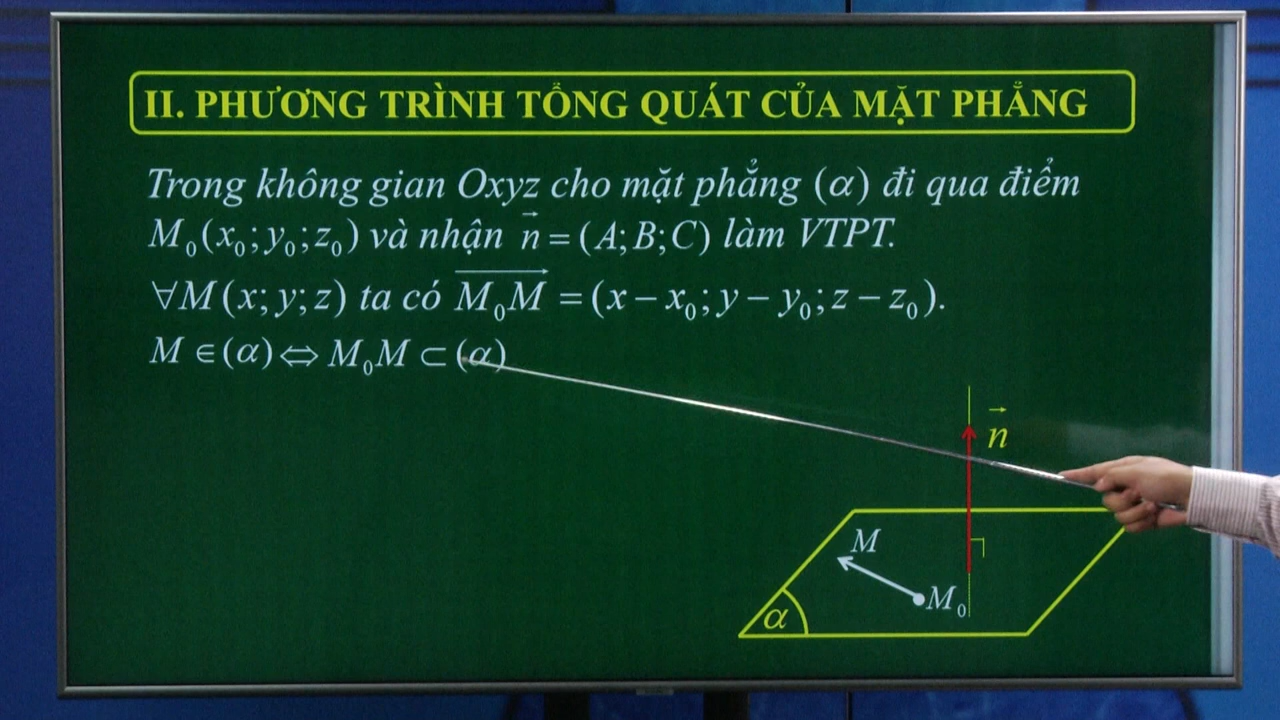 II. PHƯƠNG TRÌNH TỔNG QUÁT CỦA MẶT PHẲNG
Trong không gian Oxyz cho mặt phẳng (α) đi qua điểm
M₀(x₀; y₀; z₀) và nhận n⃗ = (A; B; C) làm VTPT.
∀M(x; y; z) ta có \overrightarrow{M₀M} = (x − x₀; y − y₀; z − z₀).
M ∈ (α) ⇔ M₀M ⊂ (α)
n⃗
M
M₀
α